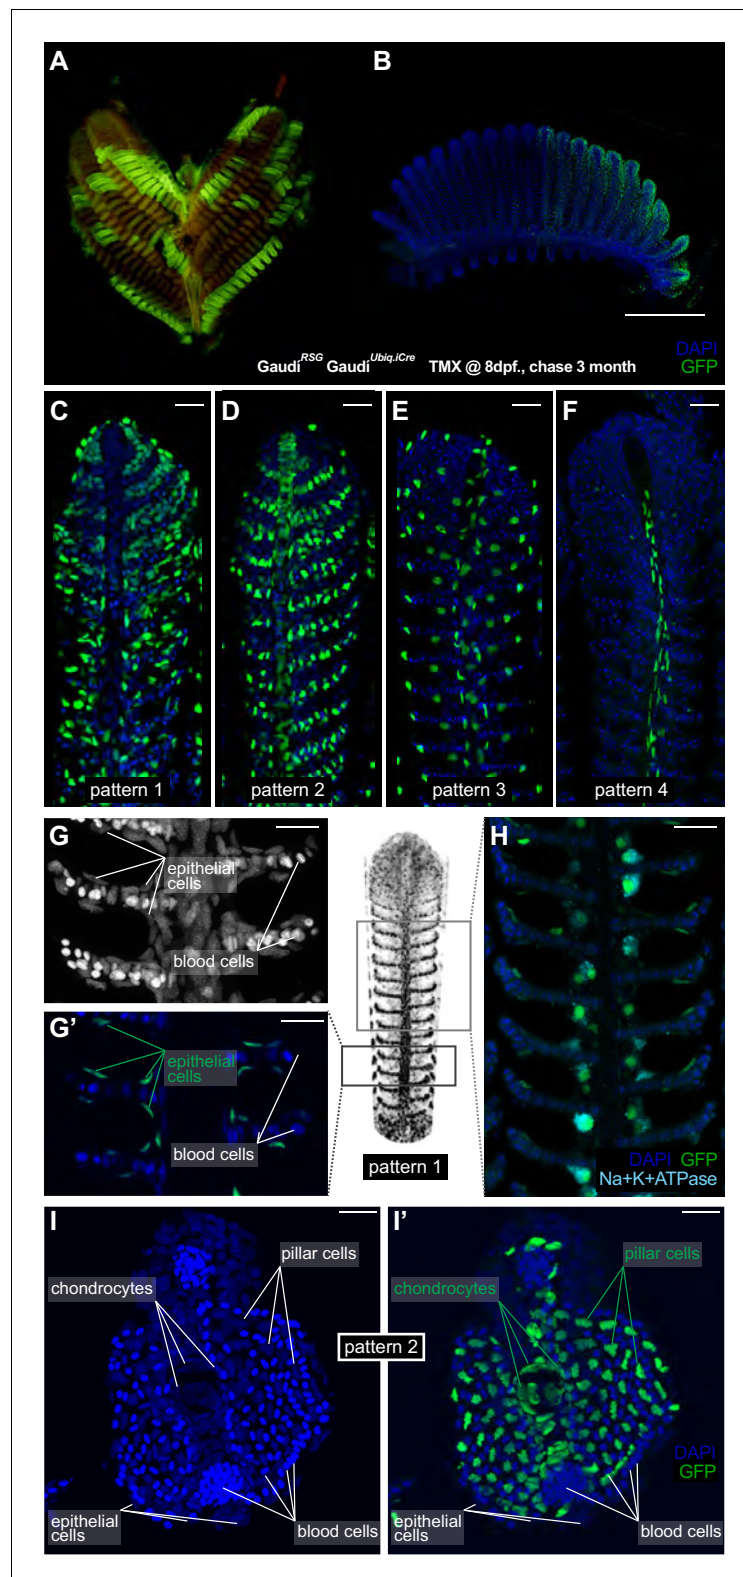 A
B
Gaudí^RSG Gaudí^Ubiq.iCre TMX @ 8dpf., chase 3 month
DAPI
GFP
C
D
E
F
pattern 1
pattern 2
pattern 3
pattern 4
G
epithelial
cells
blood cells
G'
epithelial
cells
blood cells
pattern 1
H
DAPI GFP
Na+K+ATPase
I
pillar cells
chondrocytes
epithelial
cells
blood cells
pattern 2
I'
pillar cells
chondrocytes
DAPI
GFP
epithelial
cells
blood cells